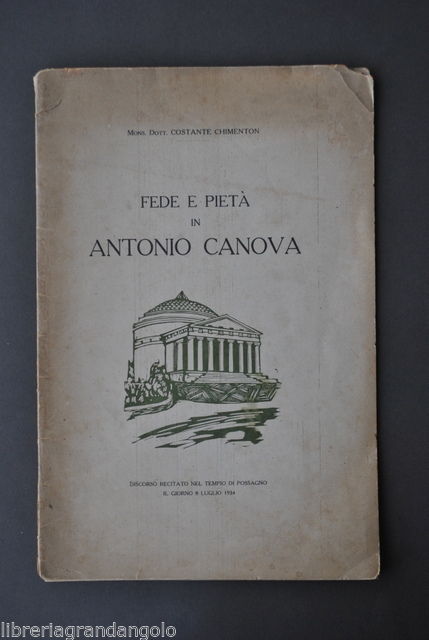 Mons. Dott. COSTANTE CHIMENTON
FEDE E PIETÀ
IN
ANTONIO CANOVA
DISCORSO RECITATO NEL TEMPIO DI POSSAGNO
IL GIORNO 8 LUGLIO 1934
libreriagrandangolo